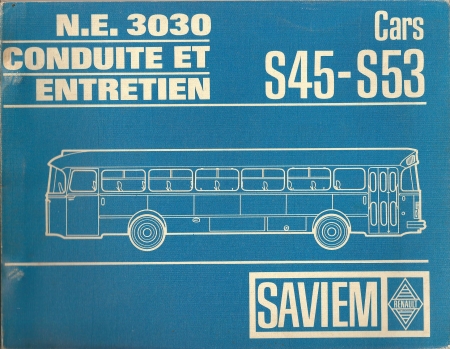 N.E. 3030
CONDUITE ET
ENTRETIEN
Cars
S45-S53
SAVIEM
RENAULT